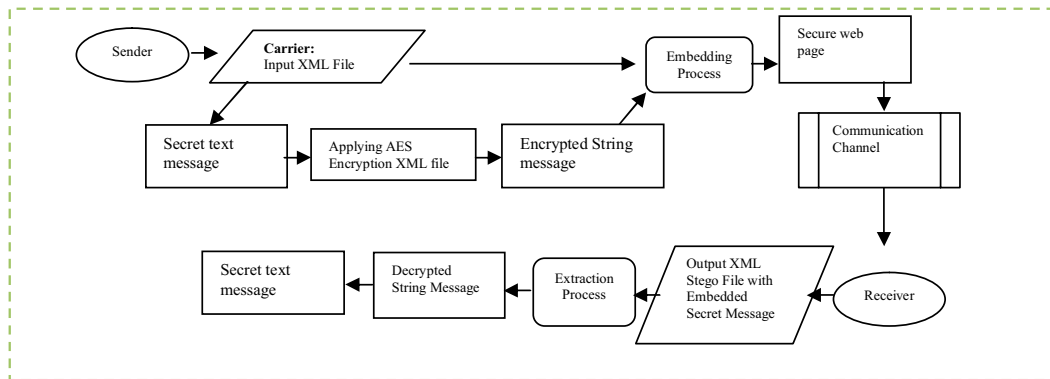 Sender
Carrier:
Input XML File
Embedding
Process
Secure web
page
Secret text
message
Applying AES
Encryption XML file
Encrypted String
message
Communication
Channel
Secret text
message
Decrypted
String Message
Extraction
Process
Output XML
Stego File with
Embedded
Secret Message
Receiver